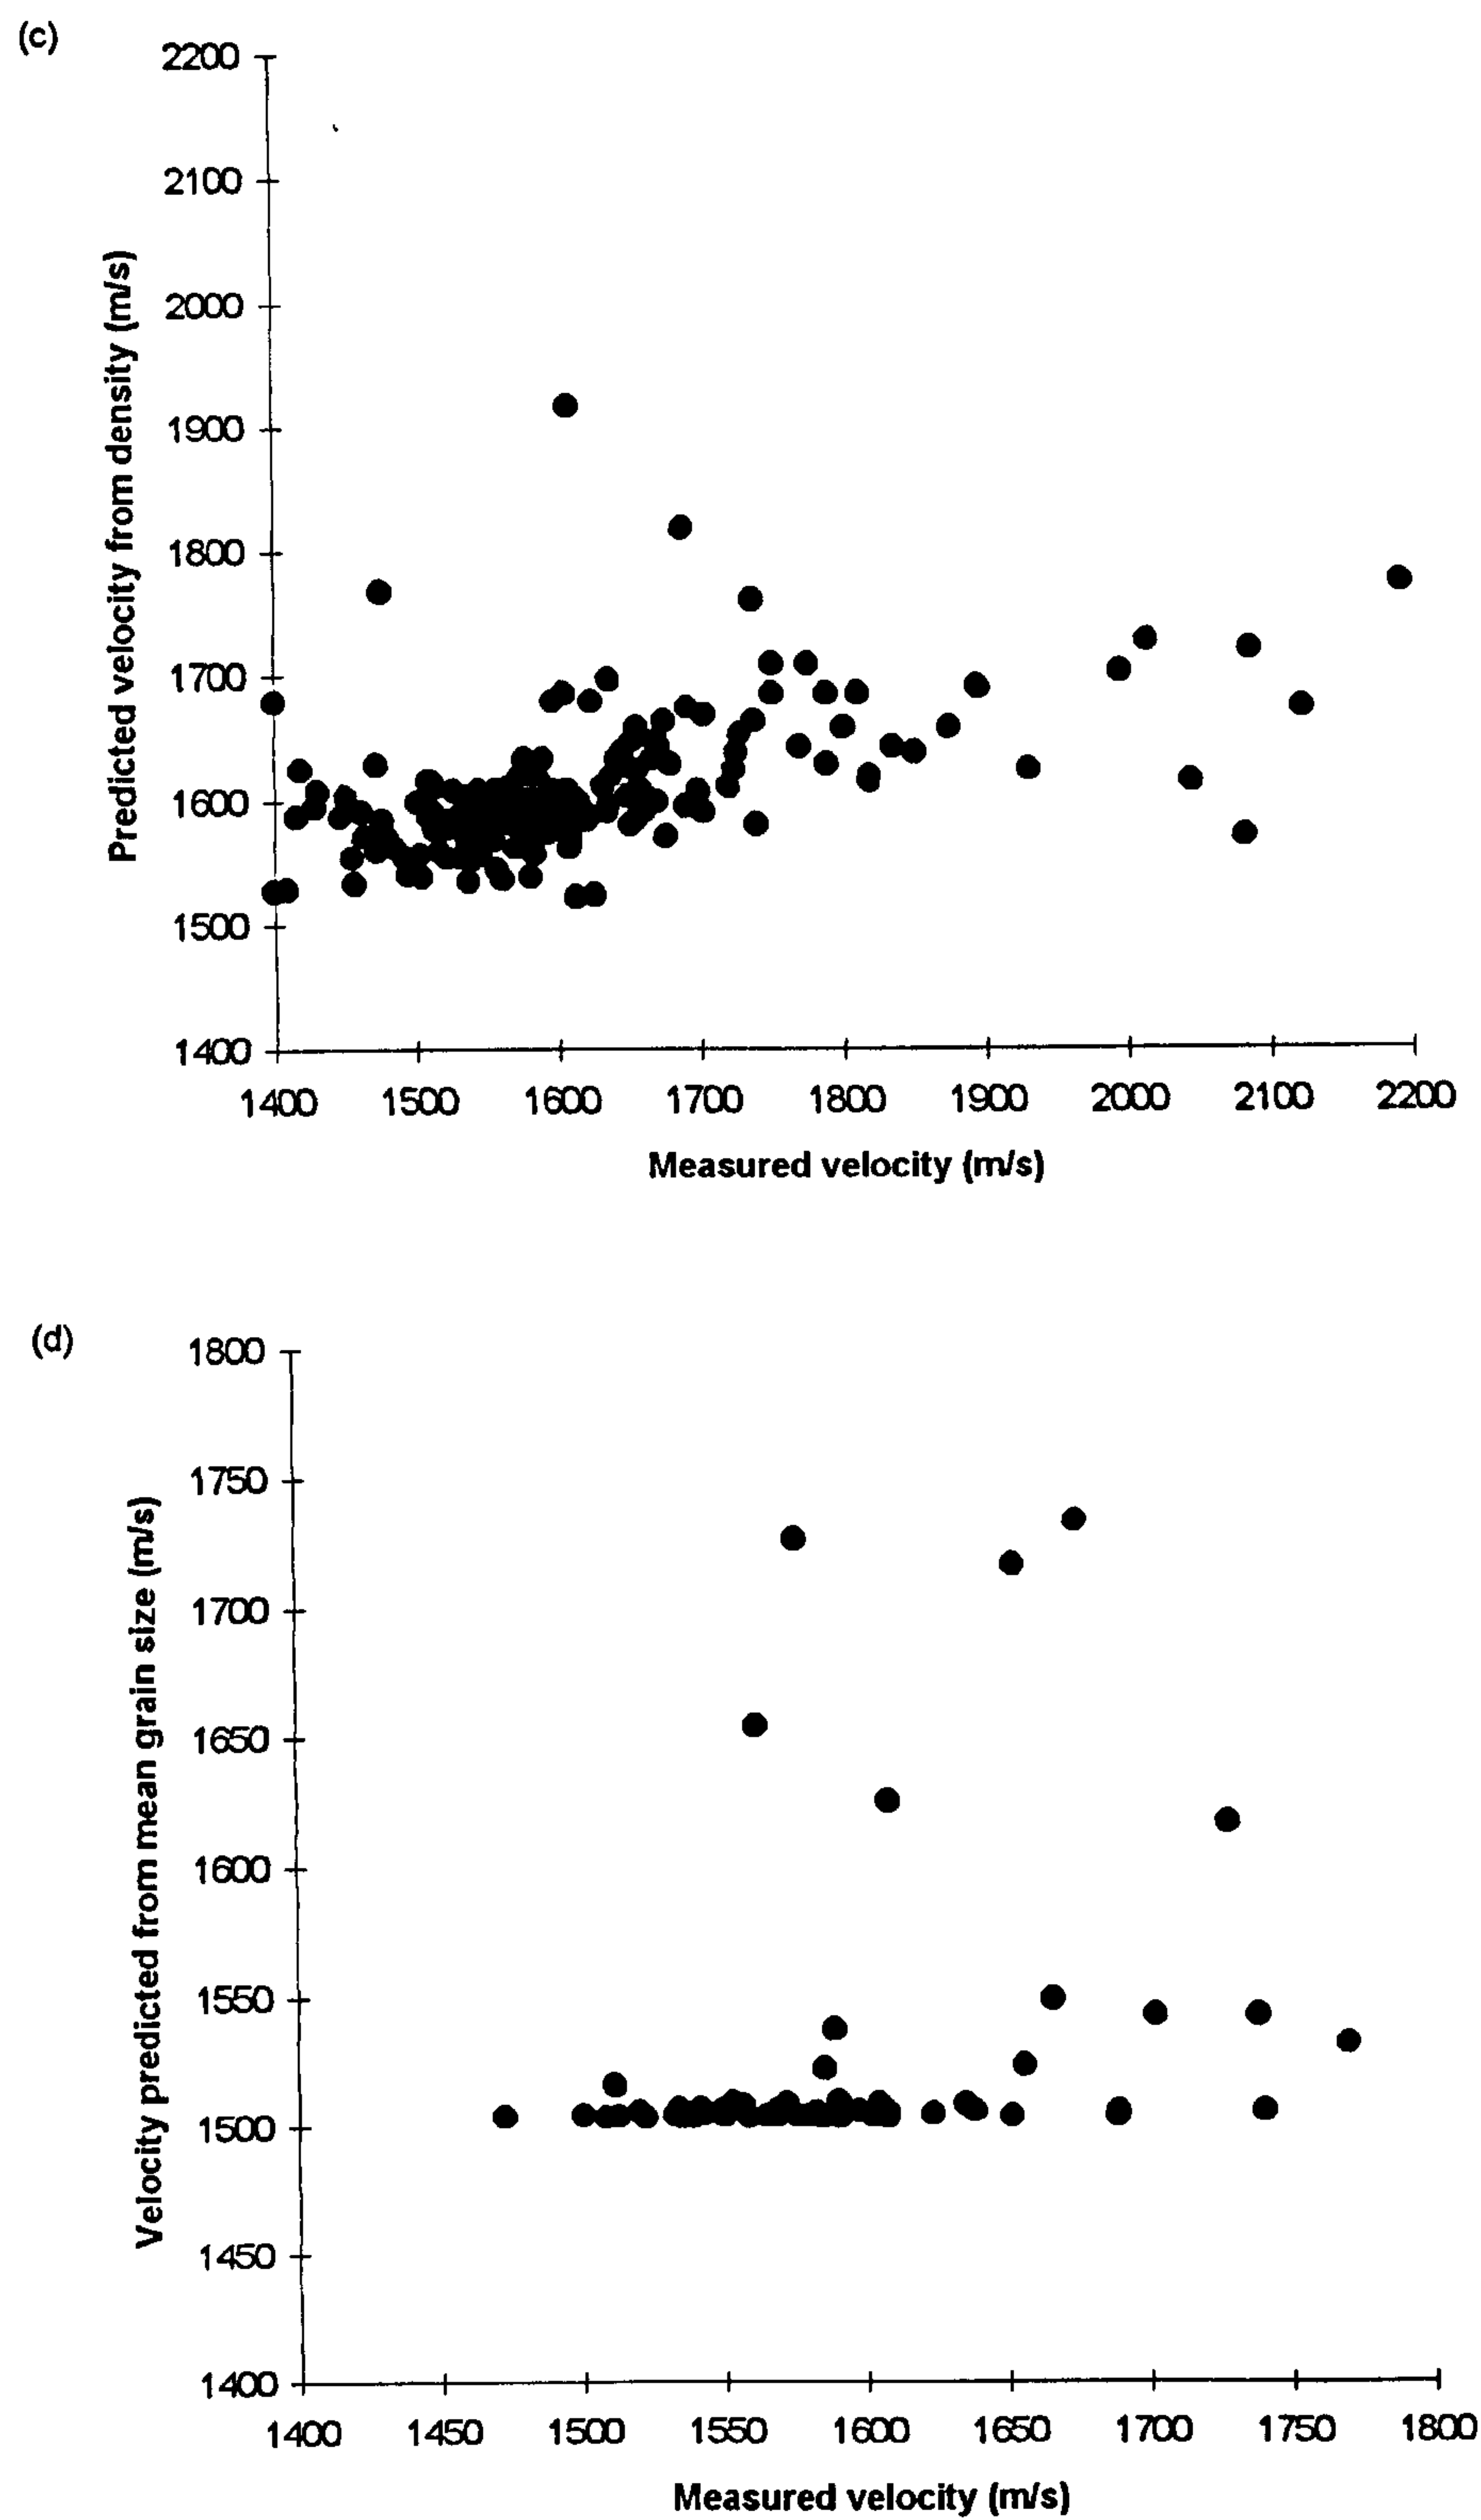 (c)
2200
2100
2000
1900
1800
1700
1600
1500
1400
Predicted velocity from density (m/s)
1400 1500 1600 1700 1800 1900 2000 2100 2200
Measured velocity (m/s)
(d)
1800
1750
1700
1650
1600
1550
1500
1450
1400
Velocity predicted from mean grain size (m/s)
1400 1450 1500 1550 1600 1650 1700 1750 1800
Measured velocity (m/s)